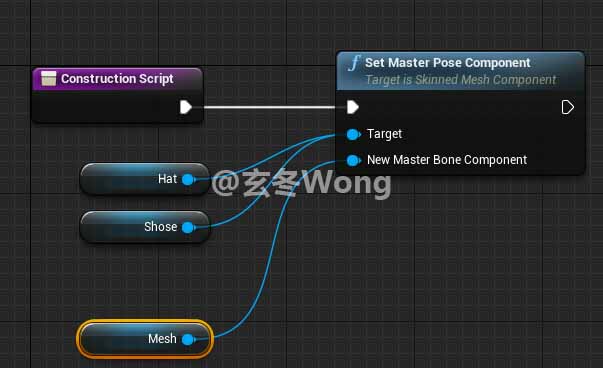 Construction Script
f Set Master Pose Component
Target is Skinned Mesh Component
Target
New Master Bone Component
Hat
@玄冬Wong
Shose
Mesh